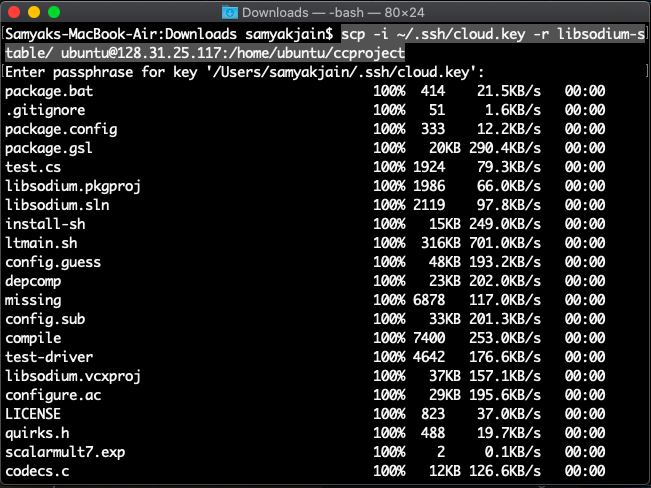 Downloads — -bash — 80×24
[Samyaks-MacBook-Air:Downloads samyakjain$ scp -i ~/.ssh/cloud.key -r libsodium-s]
table/ ubuntu@128.31.25.117:/home/ubuntu/ccproject
[Enter passphrase for key '/Users/samyakjain/.ssh/cloud.key': ]
package.bat 100% 414 21.5KB/s 00:00
.gitignore 100% 51 1.6KB/s 00:00
package.config 100% 333 12.2KB/s 00:00
package.gsl 100% 20KB 290.4KB/s 00:00
test.cs 100% 1924 79.3KB/s 00:00
libsodium.pkgproj 100% 1986 66.0KB/s 00:00
libsodium.sln 100% 2119 97.8KB/s 00:00
install-sh 100% 15KB 249.0KB/s 00:00
ltmain.sh 100% 316KB 701.0KB/s 00:00
config.guess 100% 48KB 193.2KB/s 00:00
depcomp 100% 23KB 202.0KB/s 00:00
missing 100% 6878 117.0KB/s 00:00
config.sub 100% 33KB 201.3KB/s 00:00
compile 100% 7400 253.0KB/s 00:00
test-driver 100% 4642 176.6KB/s 00:00
libsodium.vcxproj 100% 37KB 157.1KB/s 00:00
configure.ac 100% 29KB 195.6KB/s 00:00
LICENSE 100% 823 37.0KB/s 00:00
quirks.h 100% 488 19.7KB/s 00:00
scalarmult7.exp 100% 2 0.1KB/s 00:00
codecs.c 100% 12KB 126.6KB/s 00:00